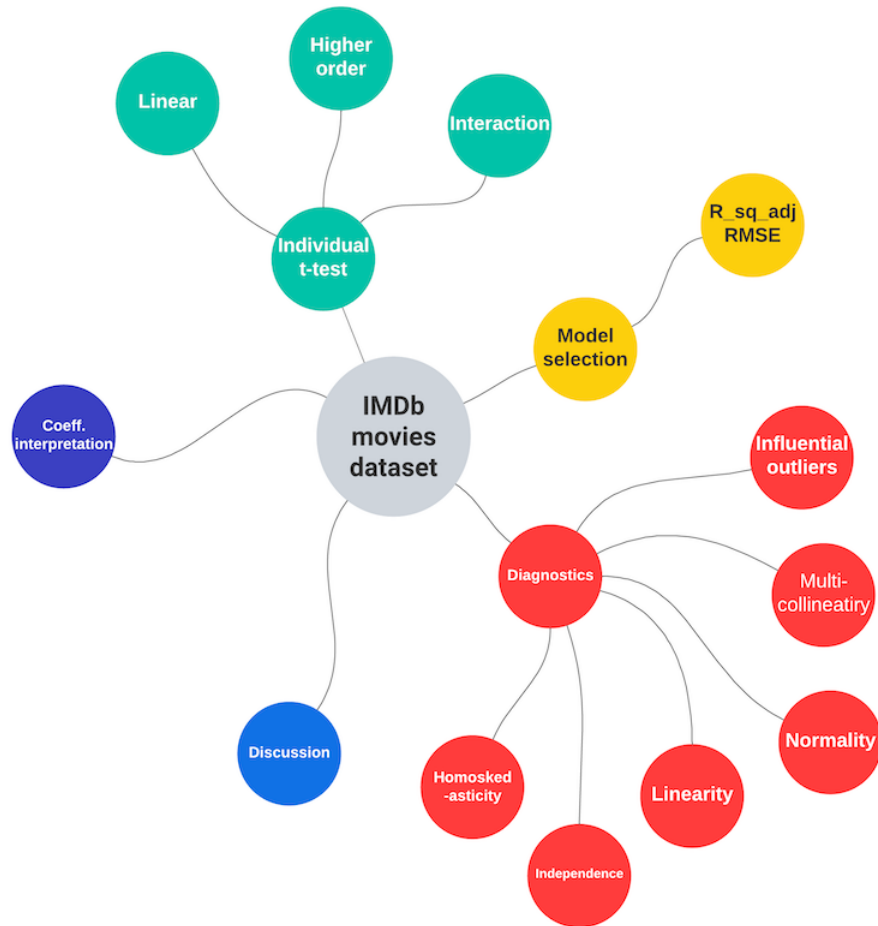 Higher
order
Linear
Interaction
R_sq_adj
RMSE
Individual
t-test
Model
selection
IMDb
movies
dataset
Coeff.
interpretation
Influential
outliers
Diagnostics
Multi-
collineatiry
Normality
Discussion
Homosked
-asticity
Linearity
Independence